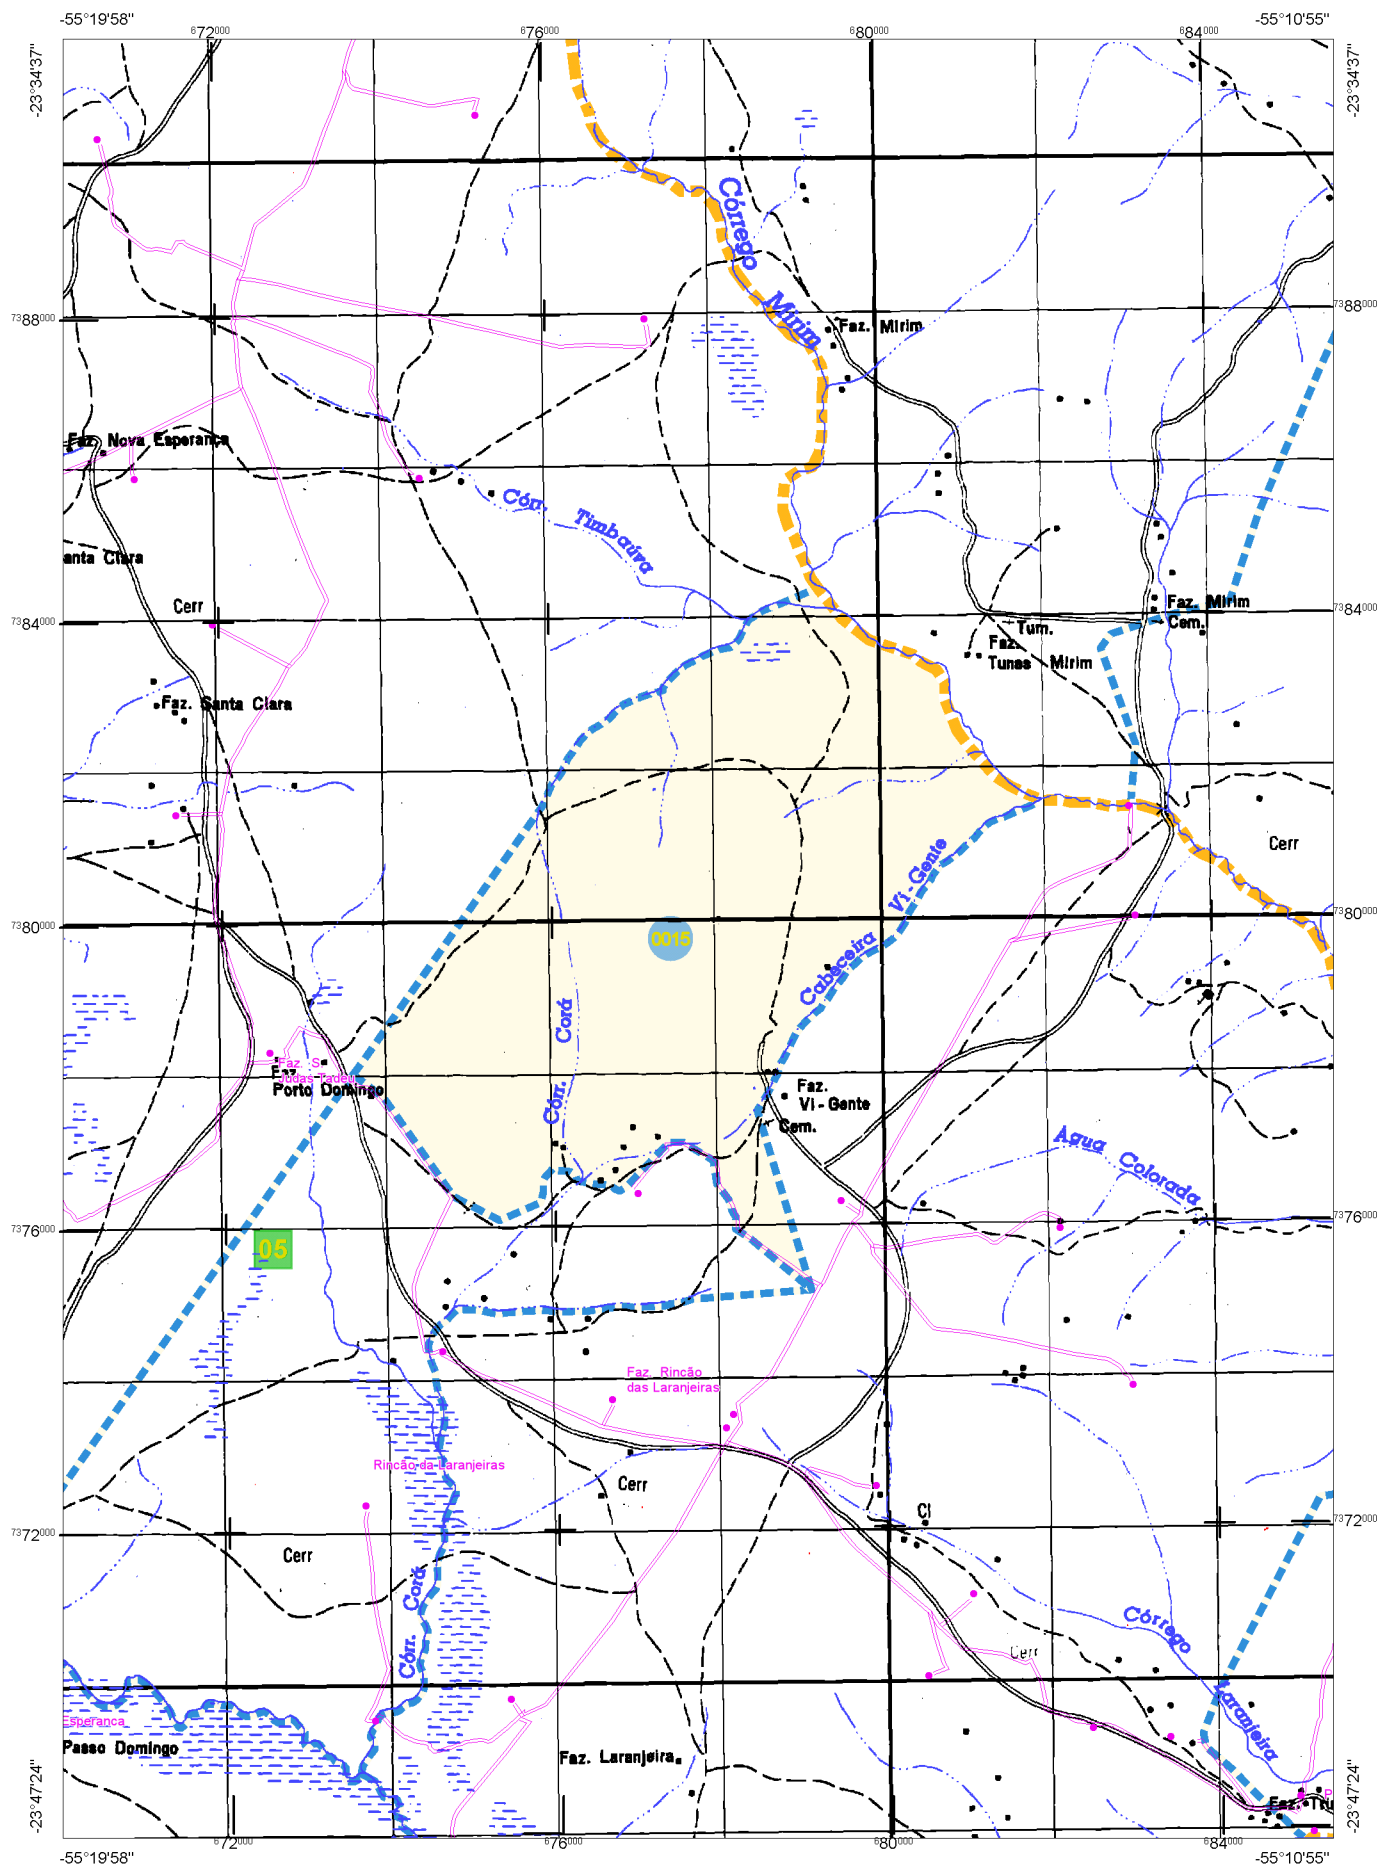 -55°19'58"
-55°10'55"
672000
676000
680000
684000
-23°34'37"
-23°34'37"
Córrego
Mirim
7388000
7388000
Faz. Mirim
Faz. Nova Esperança
Córr. Timbaúva
anta Clara
Cerr
Faz. Mirim
Cem.
7384000
7384000
Tum.
Faz.
Tunas Mirim
Faz. Santa Clara
Cerr
Vi-Gente
Cabeceira
7380000
7380000
0015
Córr. Corá
Faz. S.
Judas Tadeu
Faz.
Porto Domingo
Faz.
Vi-Gente
Cem.
Água Colorada
7376000
7376000
05
Faz. Rincão
das Laranjeiras
Rincão da Laranjeiras
Cerr
Cl
7372000
7372000
Cerr
Córr. Corá
Córrego
Laranjeira
Cerr
Esperanca
Passo Domingo
Faz. Laranjeira
-23°47'24"
-23°47'24"
Faz. Tru
672000
676000
680000
684000
-55°19'58"
-55°10'55"